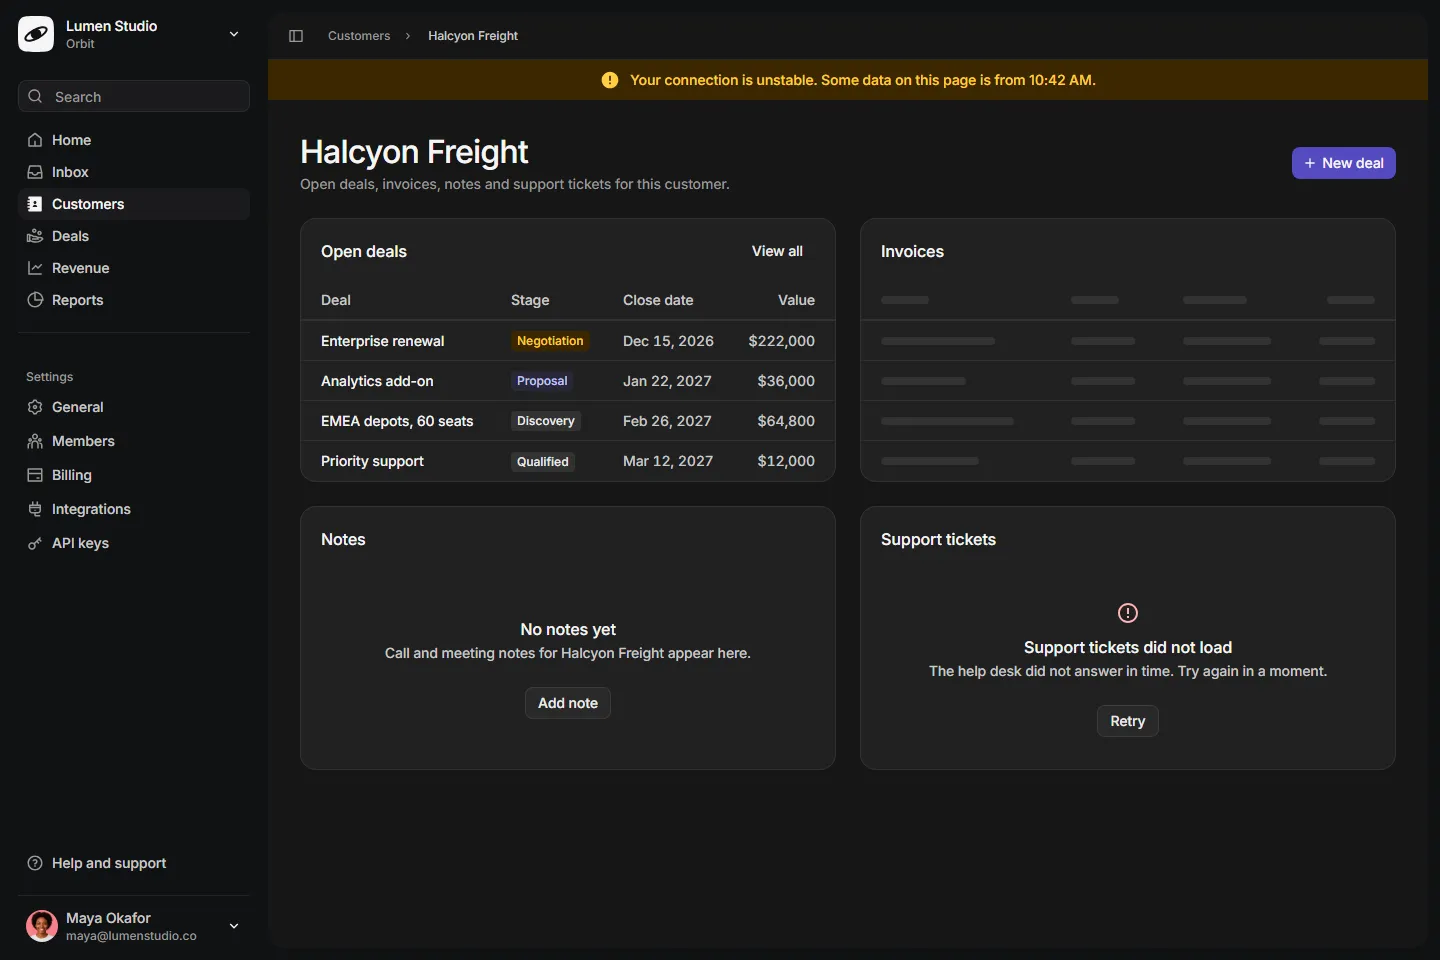 Lumen Studio
Orbit
Search
Home
Inbox
Customers
Deals
Revenue
Reports
Settings
General
Members
Billing
Integrations
API keys
Help and support
Maya Okafor
maya@lumenstudio.co
Customers > Halcyon Freight
Your connection is unstable. Some data on this page is from 10:42 AM.
Halcyon Freight
Open deals, invoices, notes and support tickets for this customer.
+ New deal
Open deals View all
Deal Stage Close date Value
Enterprise renewal Negotiation Dec 15, 2026 $222,000
Analytics add-on Proposal Jan 22, 2027 $36,000
EMEA depots, 60 seats Discovery Feb 26, 2027 $64,800
Priority support Qualified Mar 12, 2027 $12,000
Invoices
Notes
No notes yet
Call and meeting notes for Halcyon Freight appear here.
Add note
Support tickets
Support tickets did not load
The help desk did not answer in time. Try again in a moment.
Retry